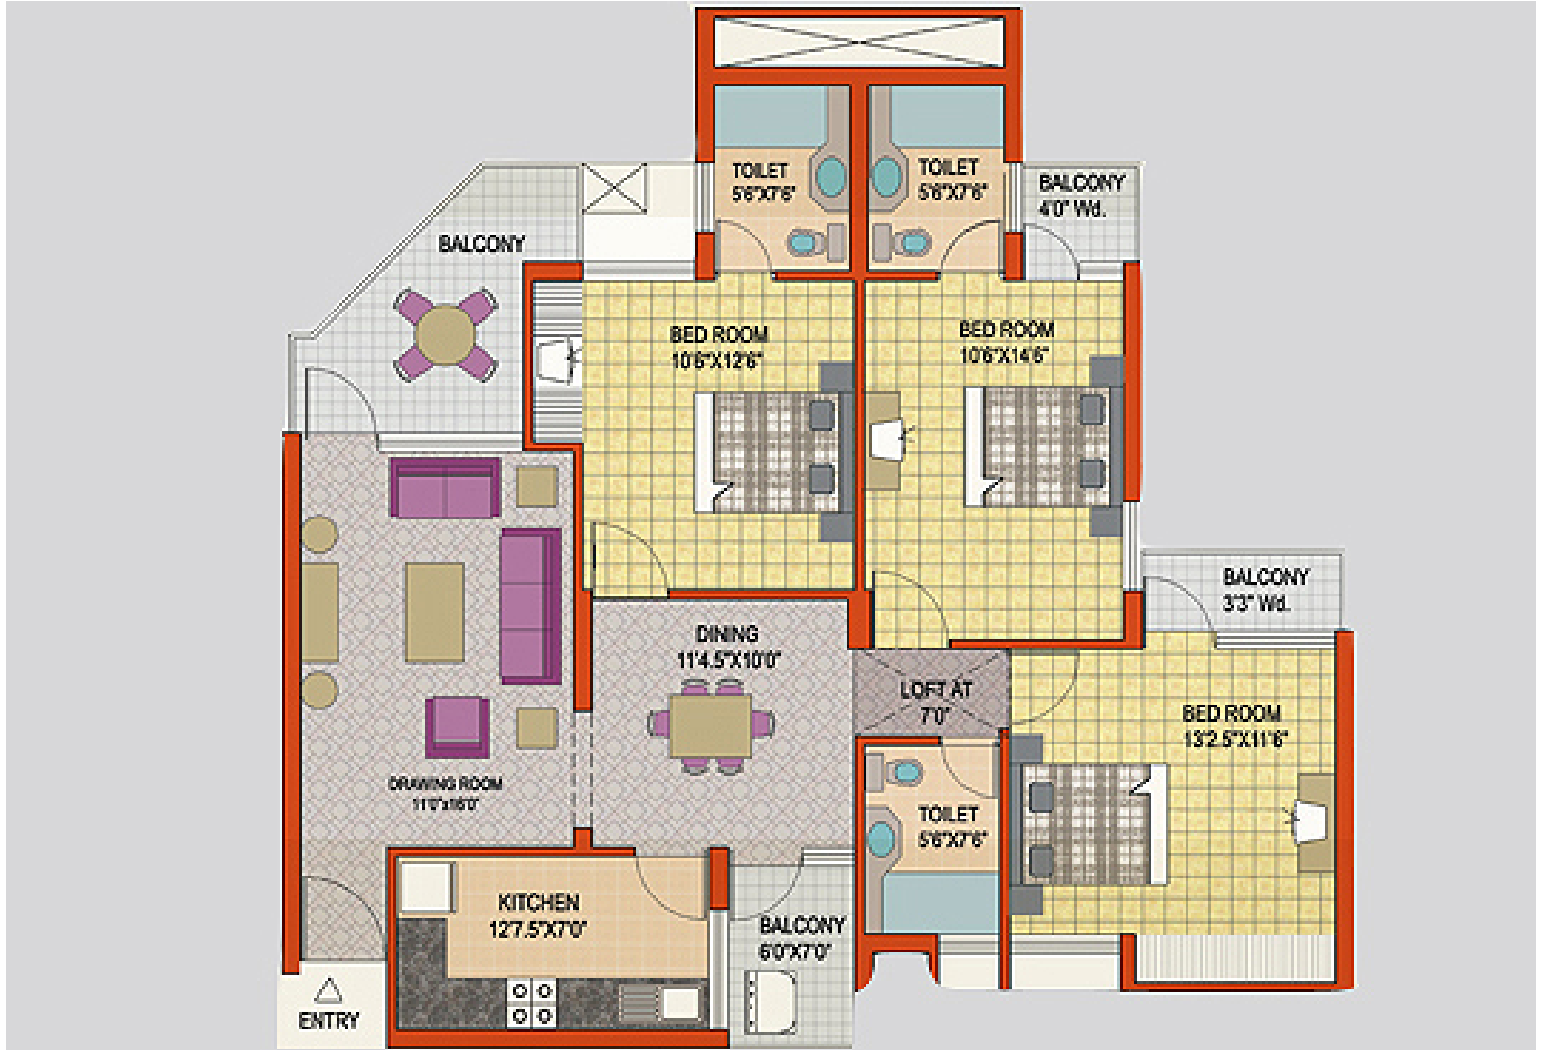 TOILET
5'6"X7'6"
TOILET
5'6"X7'6"
BALCONY
4'0" Wd.
BALCONY
BED ROOM
10'6"X12'6"
BED ROOM
10'6"X14'6"
BALCONY
3'3" Wd.
DINING
11'4.5"X10'0"
LOFT AT
7'0"
BED ROOM
13'2.5"X11'6"
DRAWING ROOM
11'0"x16'0"
TOILET
5'6"X7'6"
KITCHEN
12'7.5"X7'0"
BALCONY
6'0"X7'0"
ENTRY